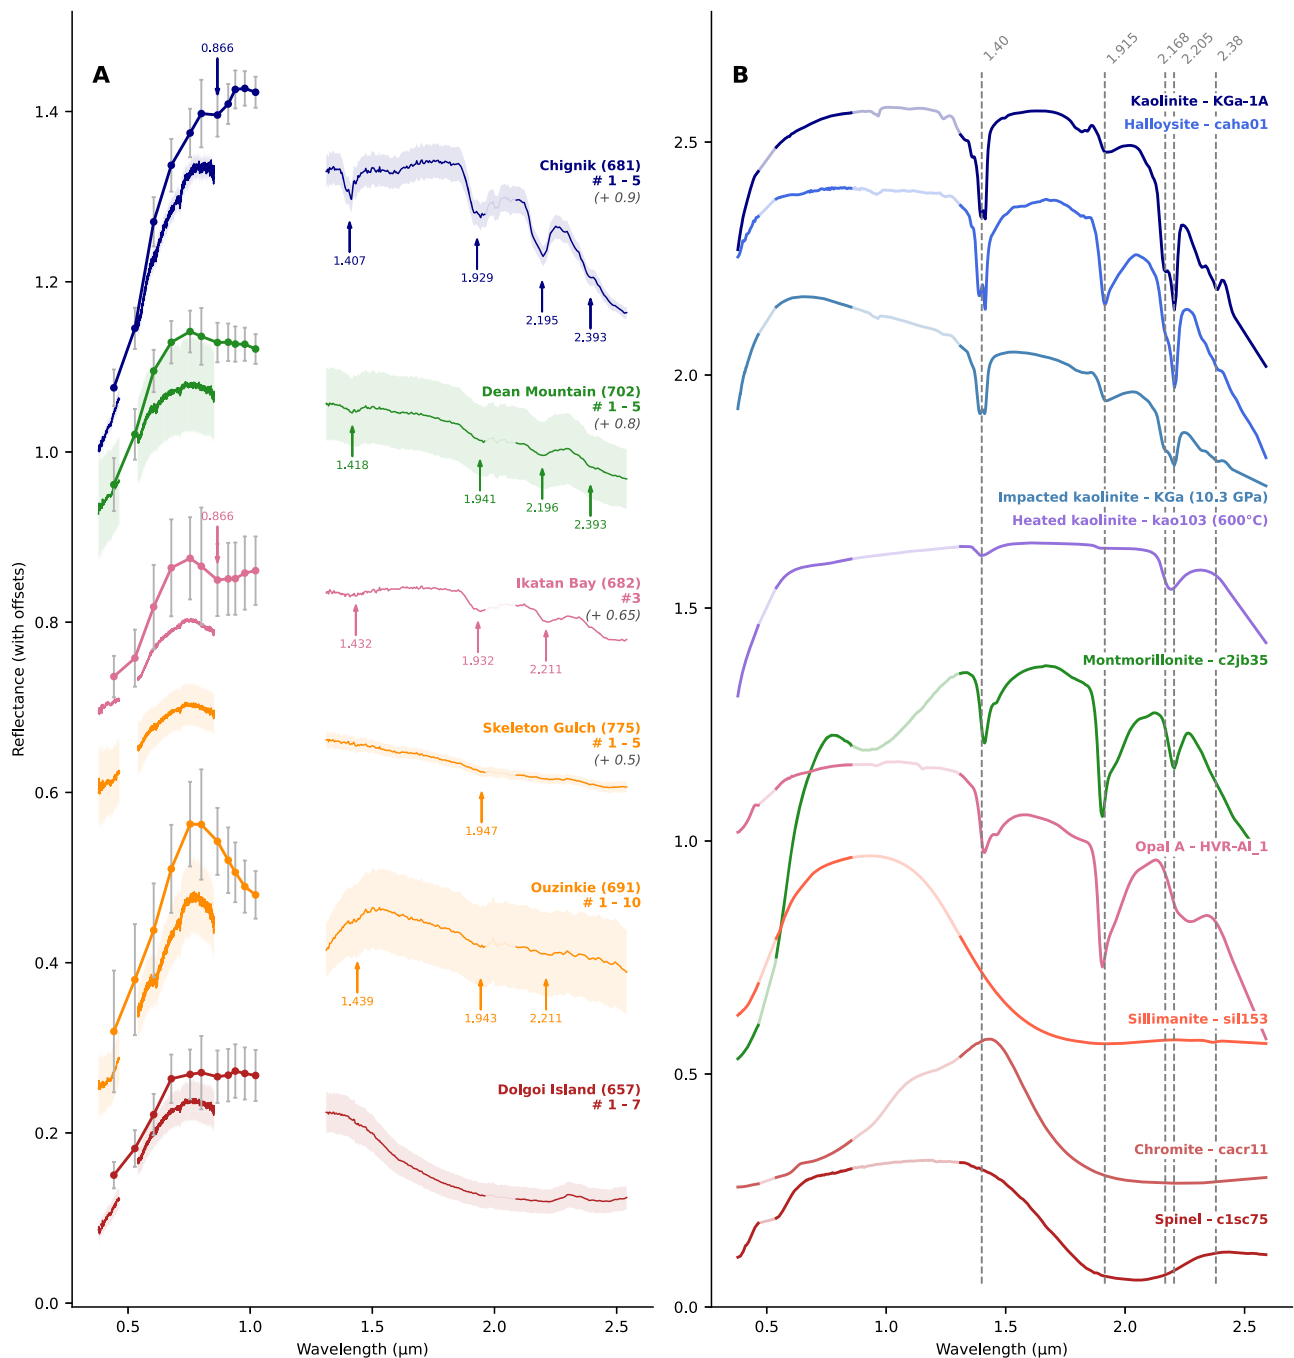 A
Reflectance (with offsets)
1.4
1.2
1.0
0.8
0.6
0.4
0.2
0.0
0.866
Chignik (681)
# 1 - 5
(+ 0.9)
1.407
1.929
2.195
2.393
Dean Mountain (702)
# 1 - 5
(+ 0.8)
1.418
1.941
2.196
2.393
0.866
Ikatan Bay (682)
#3
(+ 0.65)
1.432
1.932
2.211
Skeleton Gulch (775)
# 1 - 5
(+ 0.5)
1.947
Ouzinkie (691)
# 1 - 10
1.439
1.943
2.211
Dolgoi Island (657)
# 1 - 7
0.5
1.0
1.5
2.0
2.5
Wavelength (μm)
B
1.40
1.915
2.168
2.205
2.38
2.5
2.0
1.5
1.0
0.5
0.0
Kaolinite - KGa-1A
Halloysite - caha01
Impacted kaolinite - KGa (10.3 GPa)
Heated kaolinite - kao103 (600°C)
Montmorillonite - c2jb35
Opal A - HVR-Al_1
Sillimanite - sil153
Chromite - cacr11
Spinel - c1sc75
0.5
1.0
1.5
2.0
2.5
Wavelength (μm)